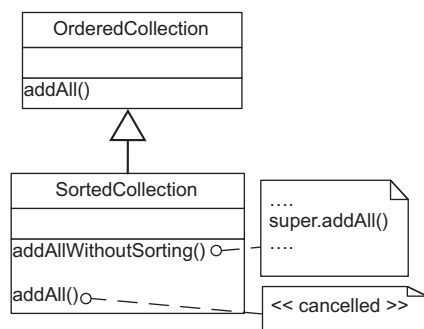 OrderedCollection
addAll()
SortedCollection
addAllWithoutSorting()
addAll()
....
super.addAll()
....
<< cancelled >>